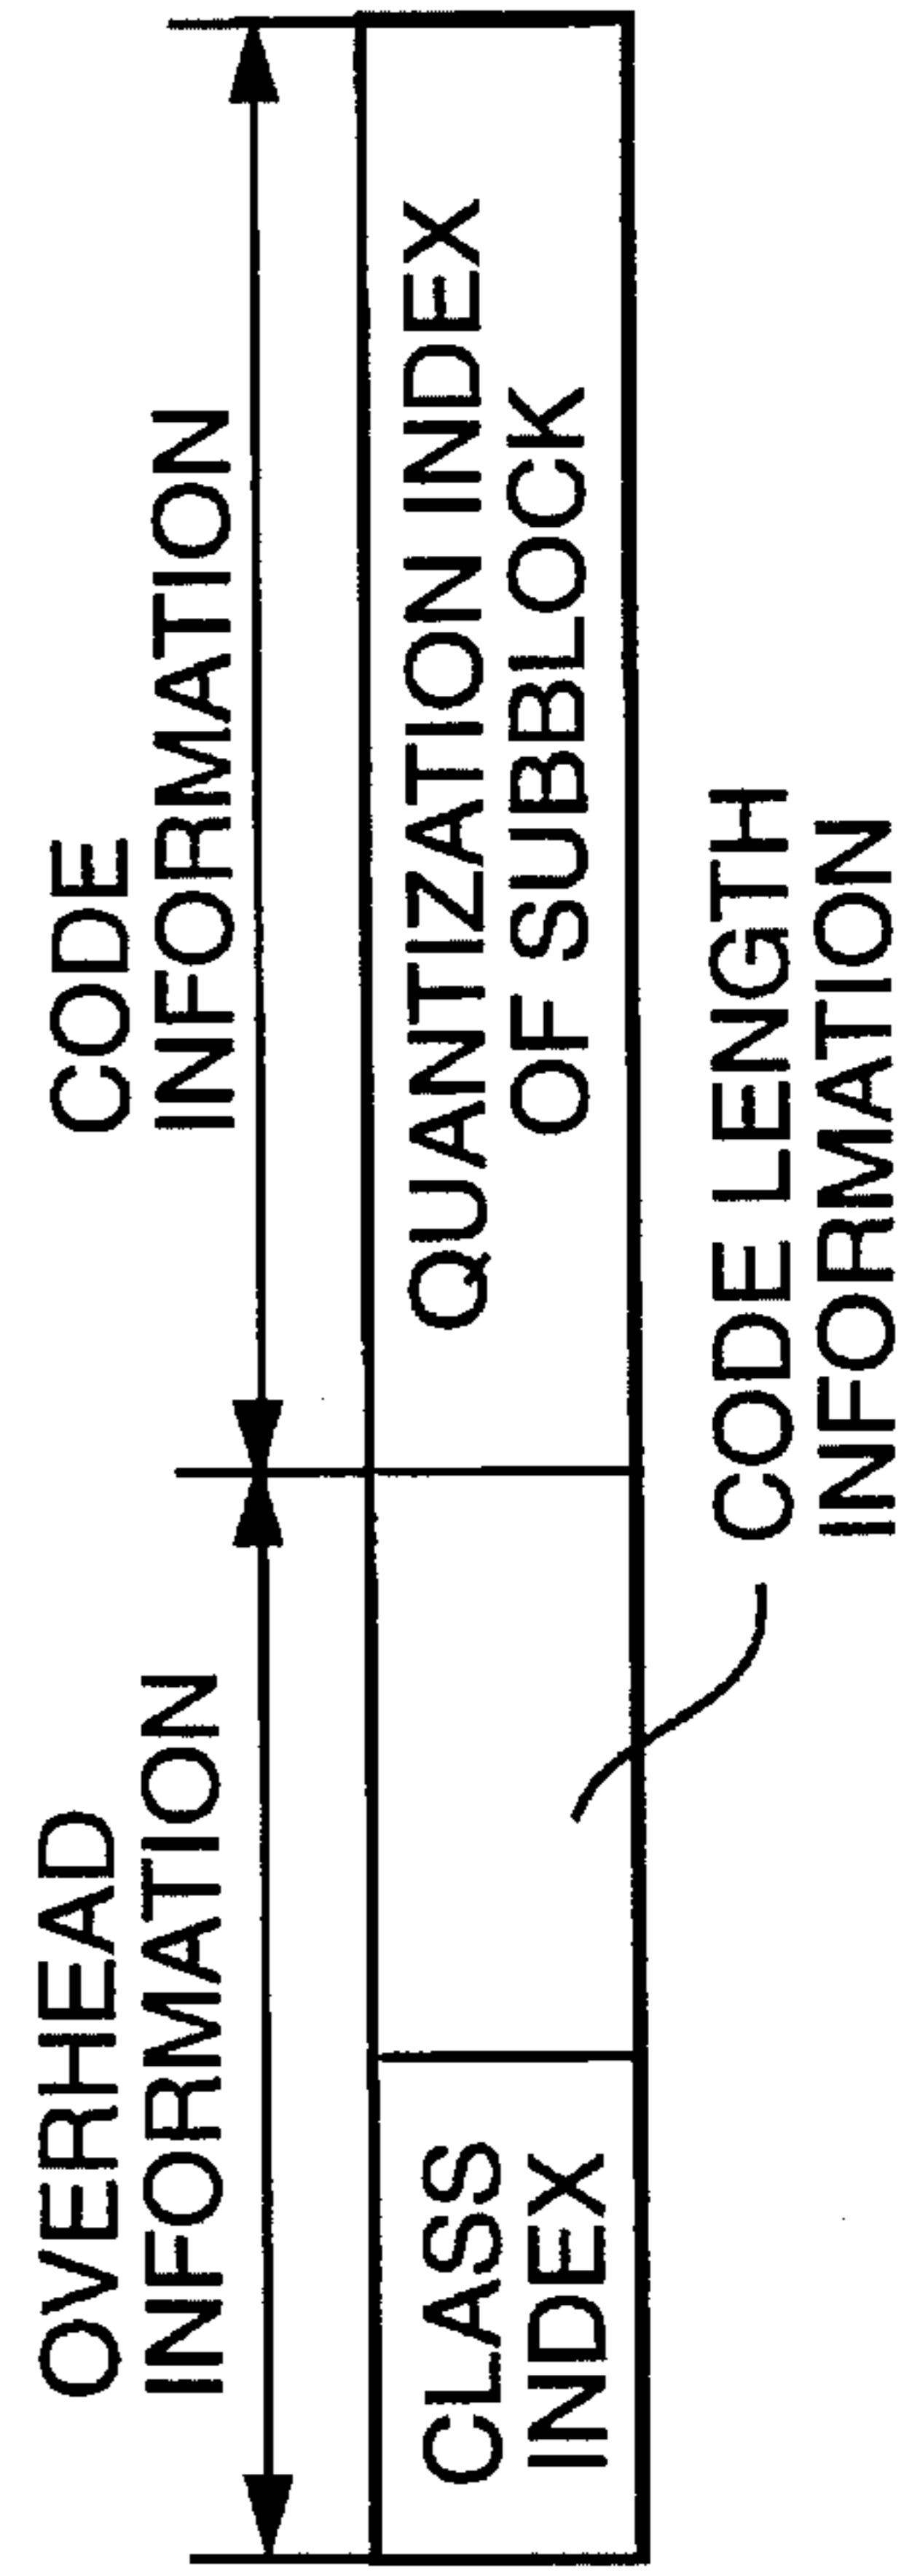 OVERHEAD
INFORMATION
CODE
INFORMATION
CLASS
INDEX
QUANTIZATION INDEX
OF SUBBLOCK
CODE LENGTH
INFORMATION